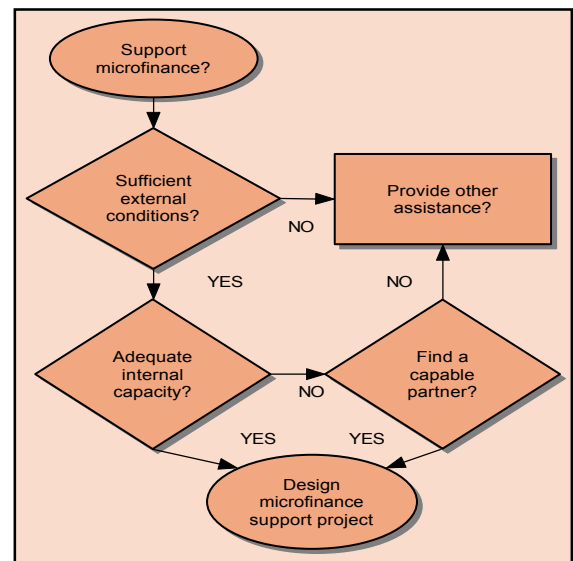 Support
microfinance?
Sufficient
external
conditions?
Provide other
assistance?
NO
YES
NO
Adequate
internal
capacity?
Find a
capable
partner?
NO
YES
YES
Design
microfinance
support project